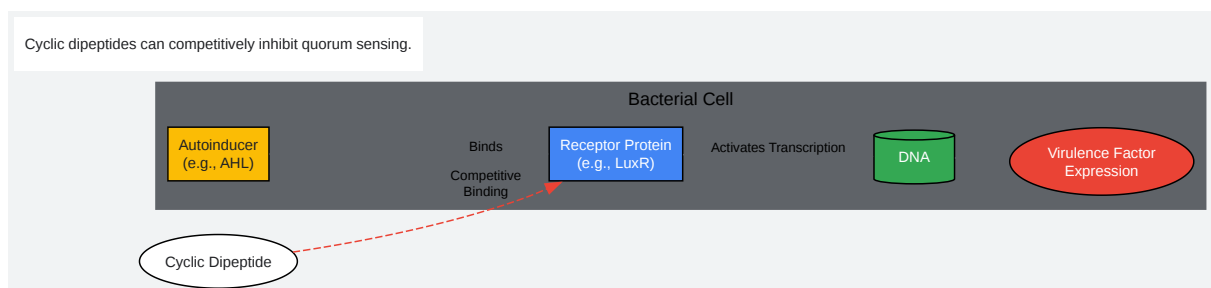 Cyclic dipeptides can competitively inhibit quorum sensing.
Bacterial Cell
Autoinducer
(e.g., AHL)
Binds
Competitive
Binding
Receptor Protein
(e.g., LuxR)
Activates Transcription
DNA
Virulence Factor
Expression
Cyclic Dipeptide